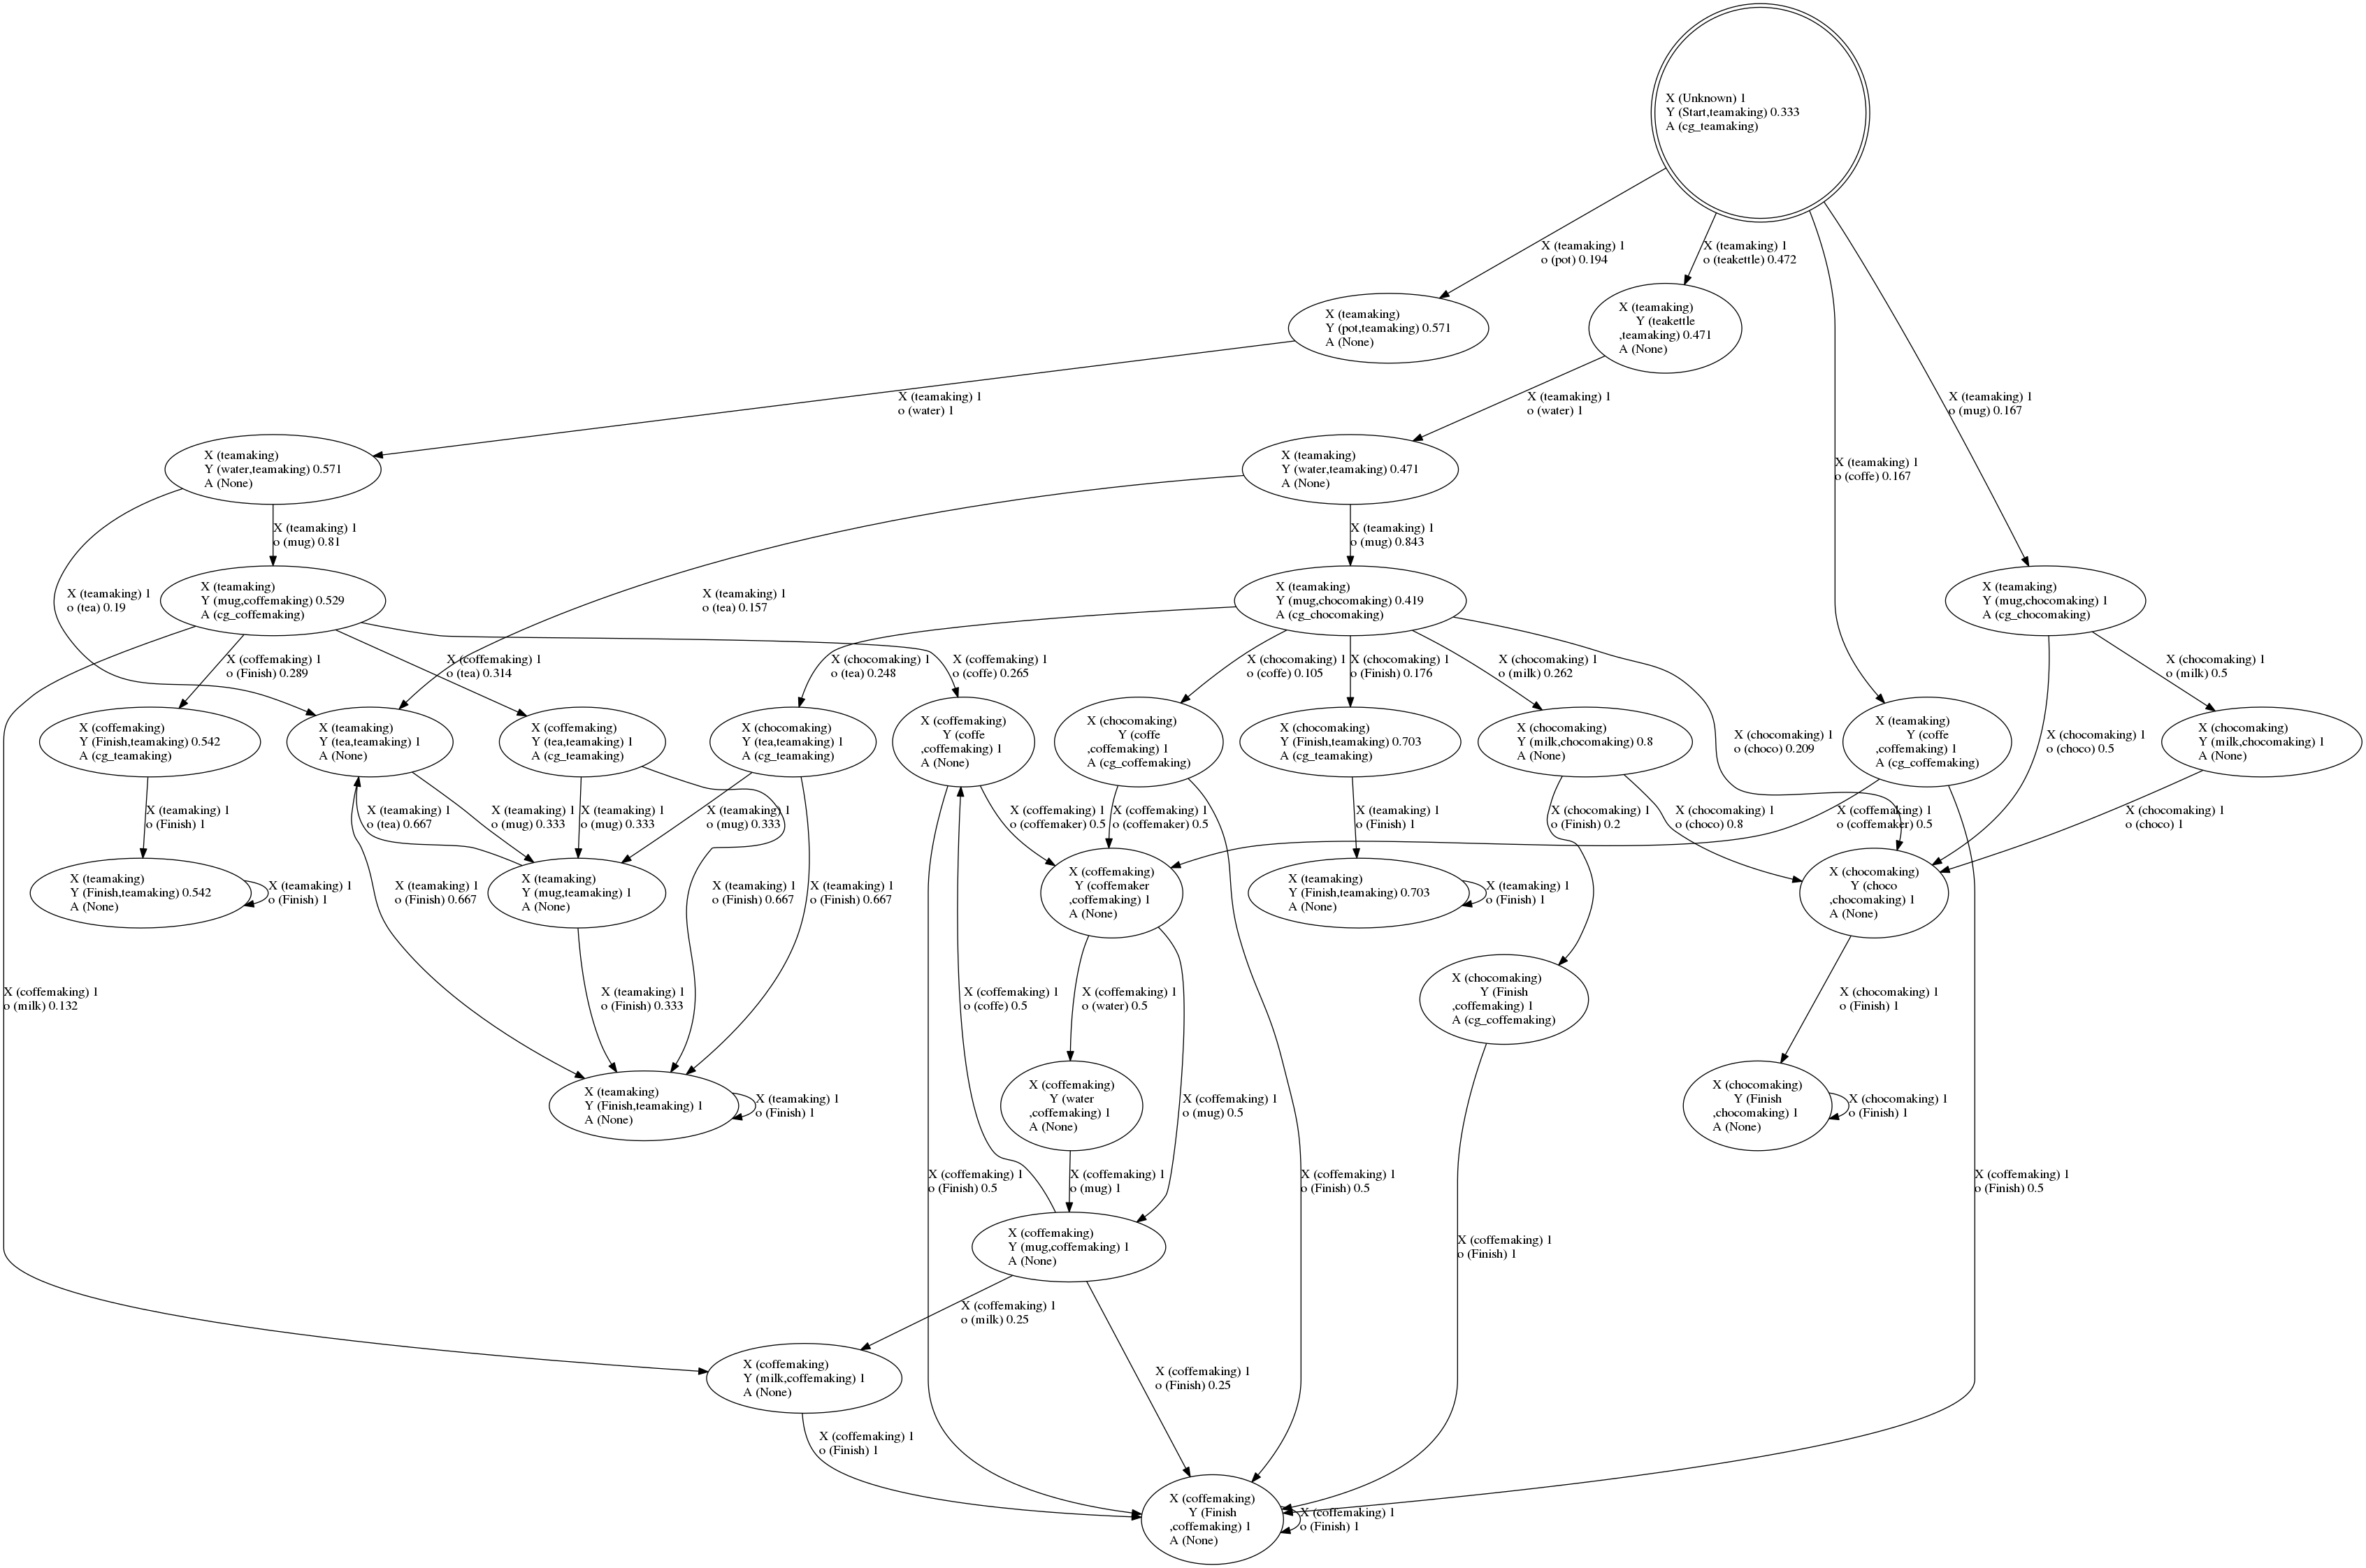 X (Unknown) 1
Y (Start,teamaking) 0.333
A (cg_teamaking)
X (teamaking) 1
o (pot) 0.194
X (teamaking) 1
o (teakettle) 0.472
X (teamaking)
Y (pot,teamaking) 0.571
A (None)
X (teamaking)
Y (teakettle
,teamaking) 0.471
A (None)
X (teamaking) 1
o (water) 1
X (teamaking) 1
o (water) 1
X (teamaking) 1
o (mug) 0.167
X (teamaking)
Y (water,teamaking) 0.571
A (None)
X (teamaking)
Y (water,teamaking) 0.471
A (None)
X (teamaking) 1
o (coffe) 0.167
X (teamaking) 1
o (mug) 0.81
X (teamaking) 1
o (mug) 0.843
X (teamaking) 1
o (tea) 0.19
X (teamaking)
Y (mug,coffemaking) 0.529
A (cg_coffemaking)
X (teamaking) 1
o (tea) 0.157
X (teamaking)
Y (mug,chocomaking) 0.419
A (cg_chocomaking)
X (teamaking)
Y (mug,chocomaking) 1
A (cg_chocomaking)
X (coffemaking) 1
o (Finish) 0.289
X (coffemaking) 1
o (tea) 0.314
X (chocomaking) 1
o (tea) 0.248
X (coffemaking) 1
o (coffe) 0.265
X (chocomaking) 1
o (coffe) 0.105
X (chocomaking) 1
o (Finish) 0.176
X (chocomaking) 1
o (milk) 0.262
X (chocomaking) 1
o (milk) 0.5
X (coffemaking)
Y (Finish,teamaking) 0.542
A (cg_teamaking)
X (teamaking)
Y (tea,teamaking) 1
A (None)
X (coffemaking)
Y (tea,teamaking) 1
A (cg_teamaking)
X (chocomaking)
Y (tea,teamaking) 1
A (cg_teamaking)
X (coffemaking)
Y (coffe
,coffemaking) 1
A (None)
X (chocomaking)
Y (coffe
,coffemaking) 1
A (cg_coffemaking)
X (chocomaking)
Y (Finish,teamaking) 0.703
A (cg_teamaking)
X (chocomaking)
Y (milk,chocomaking) 0.8
A (None)
X (chocomaking) 1
o (choco) 0.209
X (teamaking)
Y (coffe
,coffemaking) 1
A (cg_coffemaking)
X (chocomaking) 1
o (choco) 0.5
X (chocomaking)
Y (milk,chocomaking) 1
A (None)
X (teamaking) 1
o (Finish) 1
X (teamaking) 1
o (tea) 0.667
X (teamaking) 1
o (mug) 0.333
X (teamaking) 1
o (mug) 0.333
X (teamaking) 1
o (mug) 0.333
X (coffemaking) 1
o (coffemaker) 0.5
X (coffemaking) 1
o (coffemaker) 0.5
X (teamaking) 1
o (Finish) 1
X (chocomaking) 1
o (Finish) 0.2
X (chocomaking) 1
o (choco) 0.8
X (coffemaking) 1
o (coffemaker) 0.5
X (chocomaking) 1
o (choco) 1
X (teamaking)
Y (Finish,teamaking) 0.542
A (None)
X (teamaking) 1
o (Finish) 1
X (teamaking) 1
o (Finish) 0.667
X (teamaking)
Y (mug,teamaking) 1
A (None)
X (teamaking) 1
o (Finish) 0.667
X (teamaking) 1
o (Finish) 0.667
X (coffemaking)
Y (coffemaker
,coffemaking) 1
A (None)
X (teamaking)
Y (Finish,teamaking) 0.703
A (None)
X (teamaking) 1
o (Finish) 1
X (chocomaking)
Y (choco
,chocomaking) 1
A (None)
X (coffemaking) 1
o (milk) 0.132
X (teamaking) 1
o (Finish) 0.333
X (coffemaking) 1
o (coffe) 0.5
X (coffemaking) 1
o (water) 0.5
X (chocomaking)
Y (Finish
,coffemaking) 1
A (cg_coffemaking)
X (chocomaking) 1
o (Finish) 1
X (teamaking)
Y (Finish,teamaking) 1
A (None)
X (teamaking) 1
o (Finish) 1
X (coffemaking)
Y (water
,coffemaking) 1
A (None)
X (coffemaking) 1
o (mug) 0.5
X (chocomaking)
Y (Finish
,chocomaking) 1
A (None)
X (chocomaking) 1
o (Finish) 1
X (coffemaking) 1
o (Finish) 0.5
X (coffemaking) 1
o (mug) 1
X (coffemaking) 1
o (Finish) 0.5
X (coffemaking) 1
o (Finish) 0.5
X (coffemaking)
Y (mug,coffemaking) 1
A (None)
X (coffemaking) 1
o (Finish) 1
X (coffemaking) 1
o (milk) 0.25
X (coffemaking)
Y (milk,coffemaking) 1
A (None)
X (coffemaking) 1
o (Finish) 0.25
X (coffemaking) 1
o (Finish) 1
X (coffemaking)
Y (Finish
,coffemaking) 1
A (None)
X (coffemaking) 1
o (Finish) 1